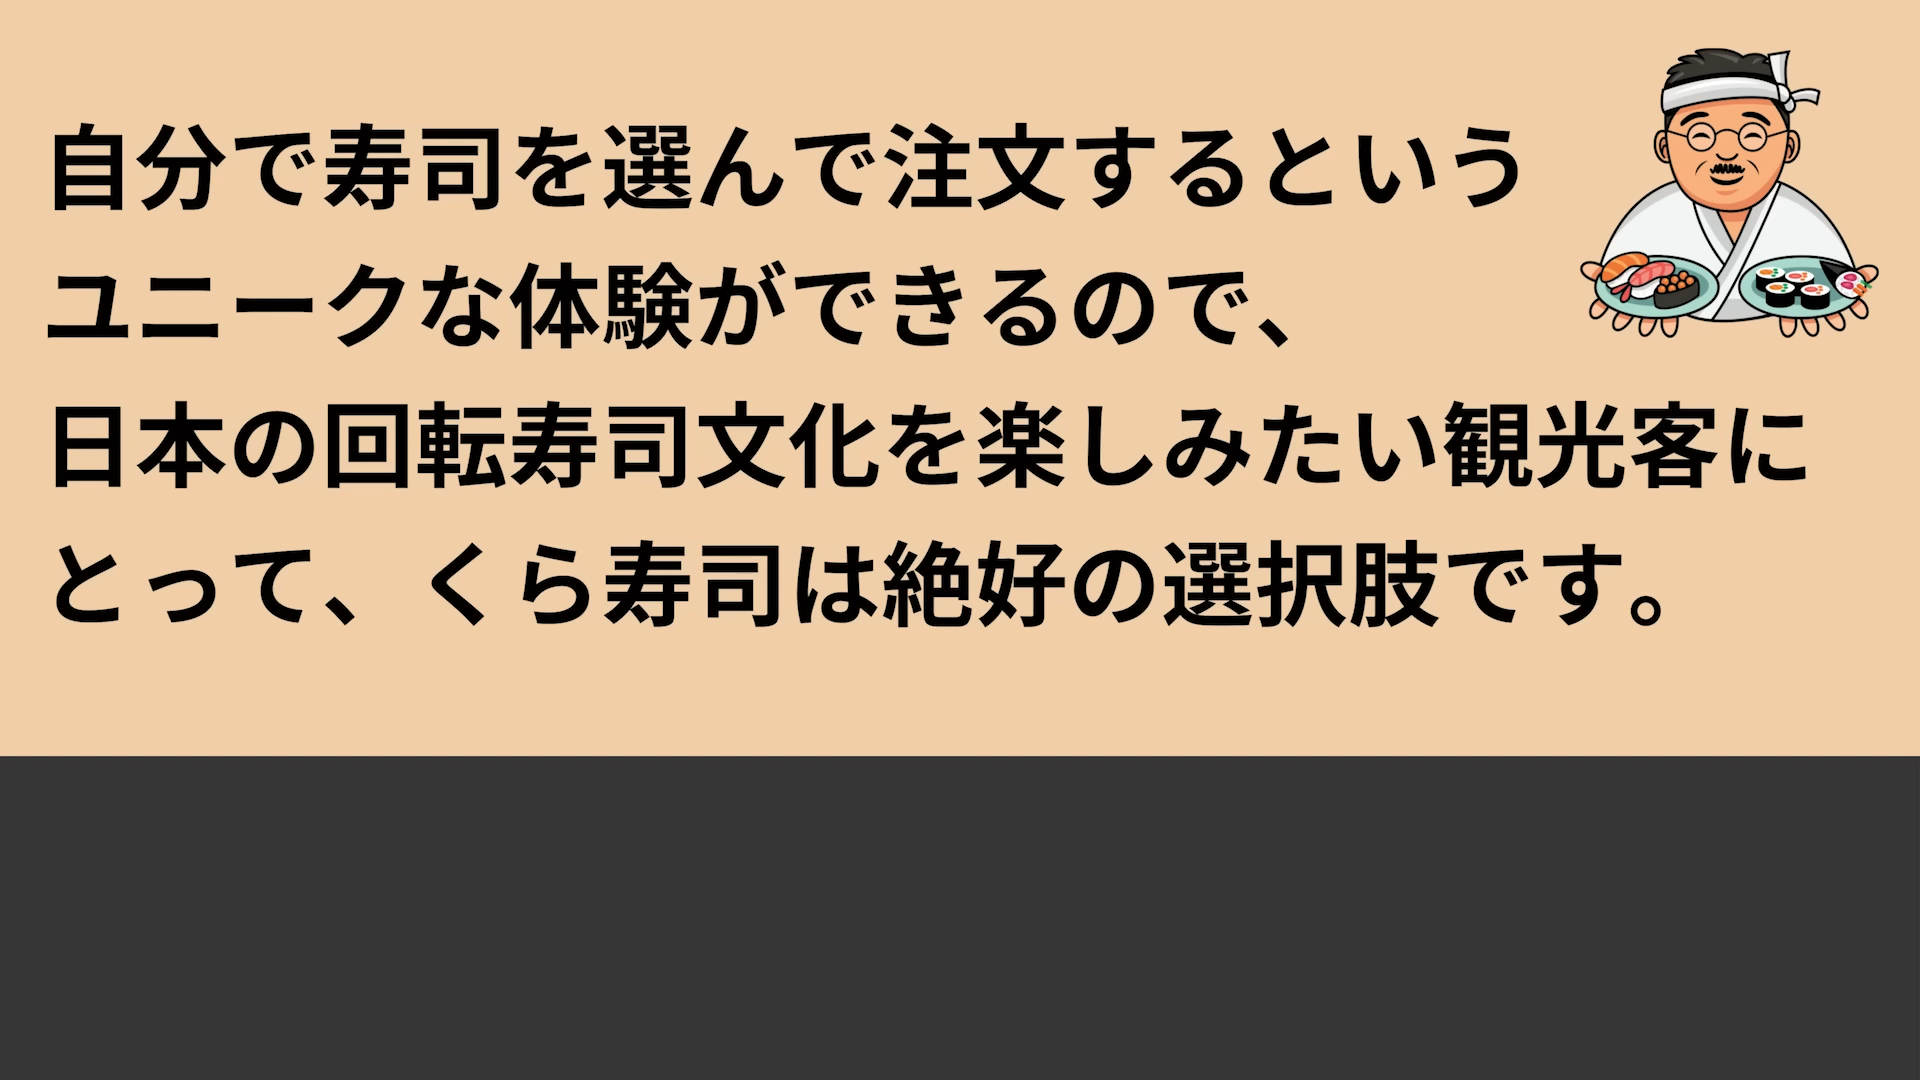 自分で寿司を選んで注文するという
ユニークな体験ができるので、
日本の回転寿司文化を楽しみたい観光客に
とって、くら寿司は絶好の選択肢です。